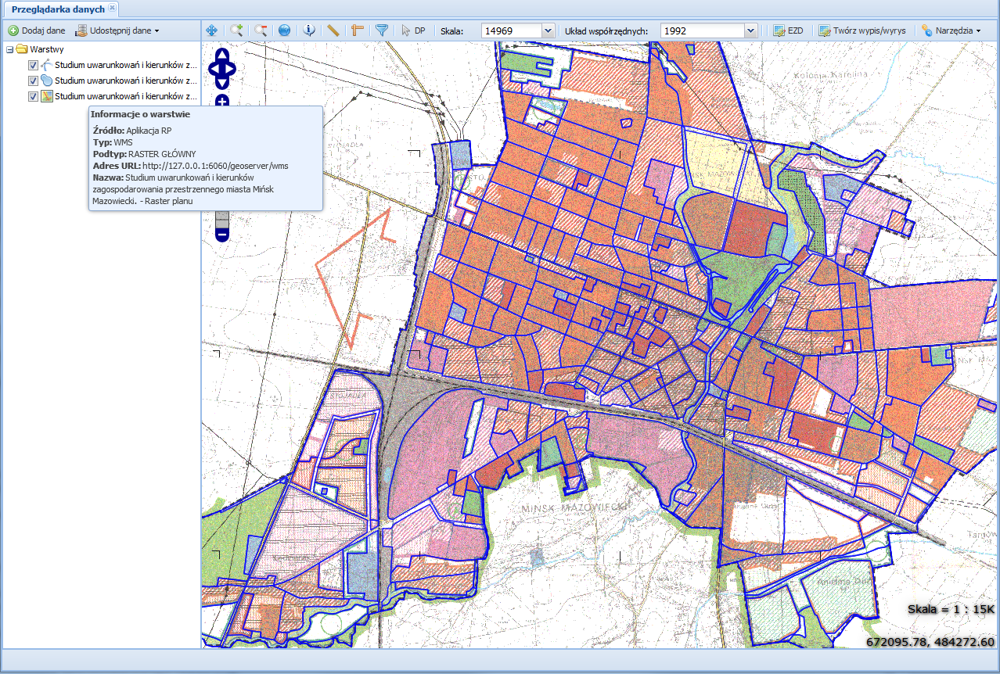 Przeglądarka danych
Dodaj dane
Udostępnij dane
DP
Skala:
14969
Układ współrzędnych:
1992
EZD
Twórz wypis/wyrys
Narzędzia
Warstwy
Studium uwarunkowań i kierunków z...
Studium uwarunkowań i kierunków z...
Studium uwarunkowań i kierunków z...
Informacje o warstwie
Źródło: Aplikacja RP
Typ: WMS
Podtyp: RASTER GŁÓWNY
Adres URL: http://127.0.0.1:6060/geoserver/wms
Nazwa: Studium uwarunkowań i kierunków
zagospodarowania przestrzennego miasta Mińsk
Mazowiecki. - Raster planu
Kolonia Karolina
STOJADŁA
MIŃSK MAZOWIECKI
Skala = 1 : 15K
672095.78, 484272.60